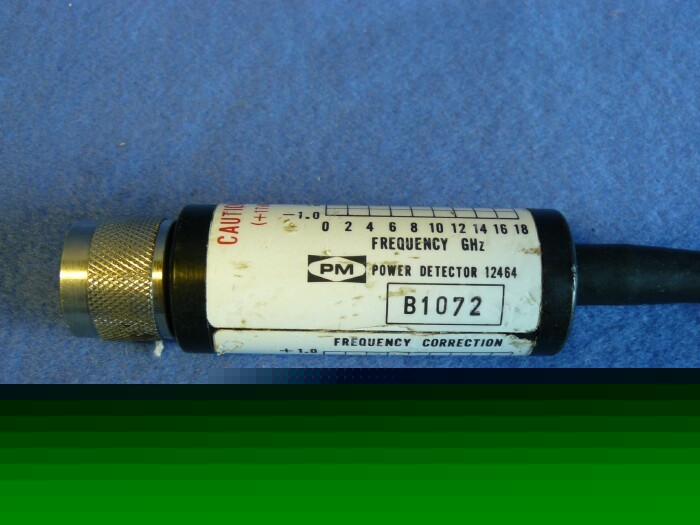 CAUTION
- 1.0
0 2 4 6 8 10 12 14 16 18
FREQUENCY GHz
PM POWER DETECTOR 12464
B1072
FREQUENCY CORRECTION
+ 1.0